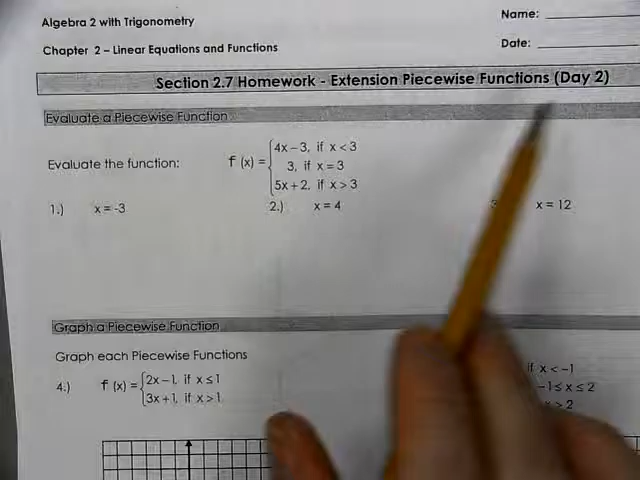 Algebra 2 with Trigonometry
Name:
Chapter 2 – Linear Equations and Functions
Date:
Section 2.7 Homework - Extension Piecewise Functions (Day 2)
Evaluate a Piecewise Function
Evaluate the function:
f (x) = {4x – 3, if x < 3
3, if x = 3
5x + 2, if x > 3
1.) x = -3 2.) x = 4 3 x = 12
Graph a Piecewise Function
Graph each Piecewise Functions
4.) f (x) = {2x – 1, if x ≤ 1
3x + 1, if x > 1
if x < -1
-1 ≤ x ≤ 2
x > 2